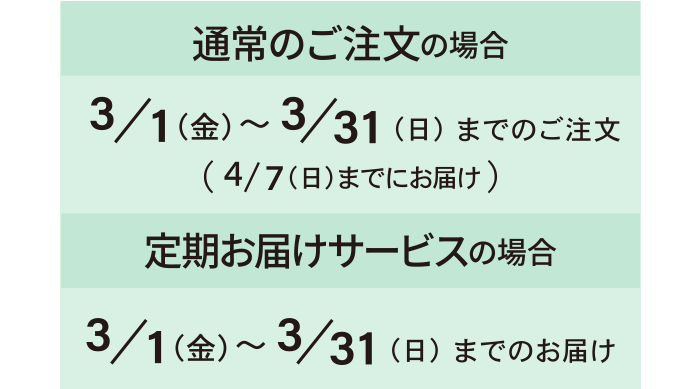 通常のご注文の場合
3/1(金)〜3/31(日)までのご注文
(4/7(日)までにお届け)
定期お届けサービスの場合
3/1(金)〜3/31(日)までのお届け